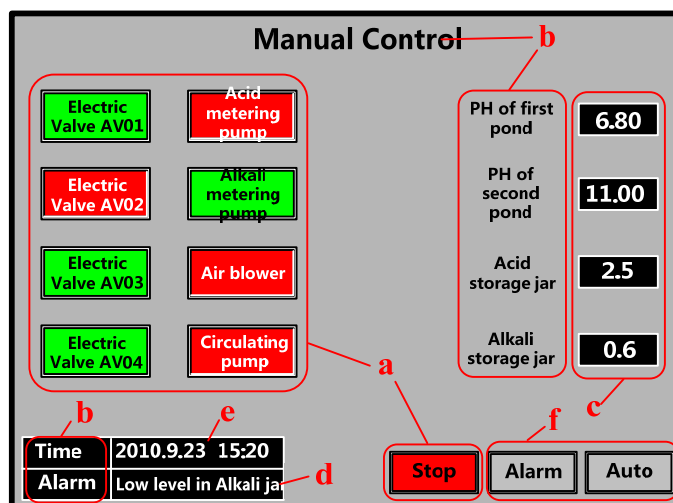 Manual Control
b
Electric
Valve AV01
Acid
metering
pump
PH of first
pond
6.80
Electric
Valve AV02
Alkali
metering
pump
PH of
second
pond
11.00
Electric
Valve AV03
Air blower
Acid
storage jar
2.5
Electric
Valve AV04
Circulating
pump
Alkali
storage jar
0.6
a
b
e
c
f
Time
2010.9.23 15:20
Alarm
Low level in Alkali jar
d
Stop
Alarm
Auto